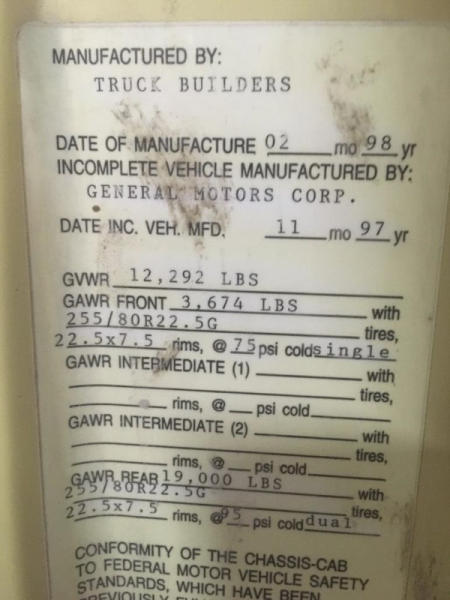 MANUFACTURED BY:
TRUCK BUILDERS
DATE OF MANUFACTURE 02 mo 98 yr
INCOMPLETE VEHICLE MANUFACTURED BY:
GENERAL MOTORS CORP.
DATE INC. VEH. MFD. 11 mo 97 yr
GVWR 12,292 LBS
GAWR FRONT 3,674 LBS with
255/80R22.5G tires,
22.5x7.5 rims, @ 75 psi cold single
GAWR INTERMEDIATE (1) with
tires,
rims, @ psi cold
GAWR INTERMEDIATE (2) with
tires,
rims, @ psi cold
GAWR REAR 19,000 LBS with
255/80R22.5G tires,
22.5x7.5 rims, @ 95 psi cold dual
CONFORMITY OF THE CHASSIS-CAB
TO FEDERAL MOTOR VEHICLE SAFETY
STANDARDS, WHICH HAVE BEEN
PREVIOUSLY